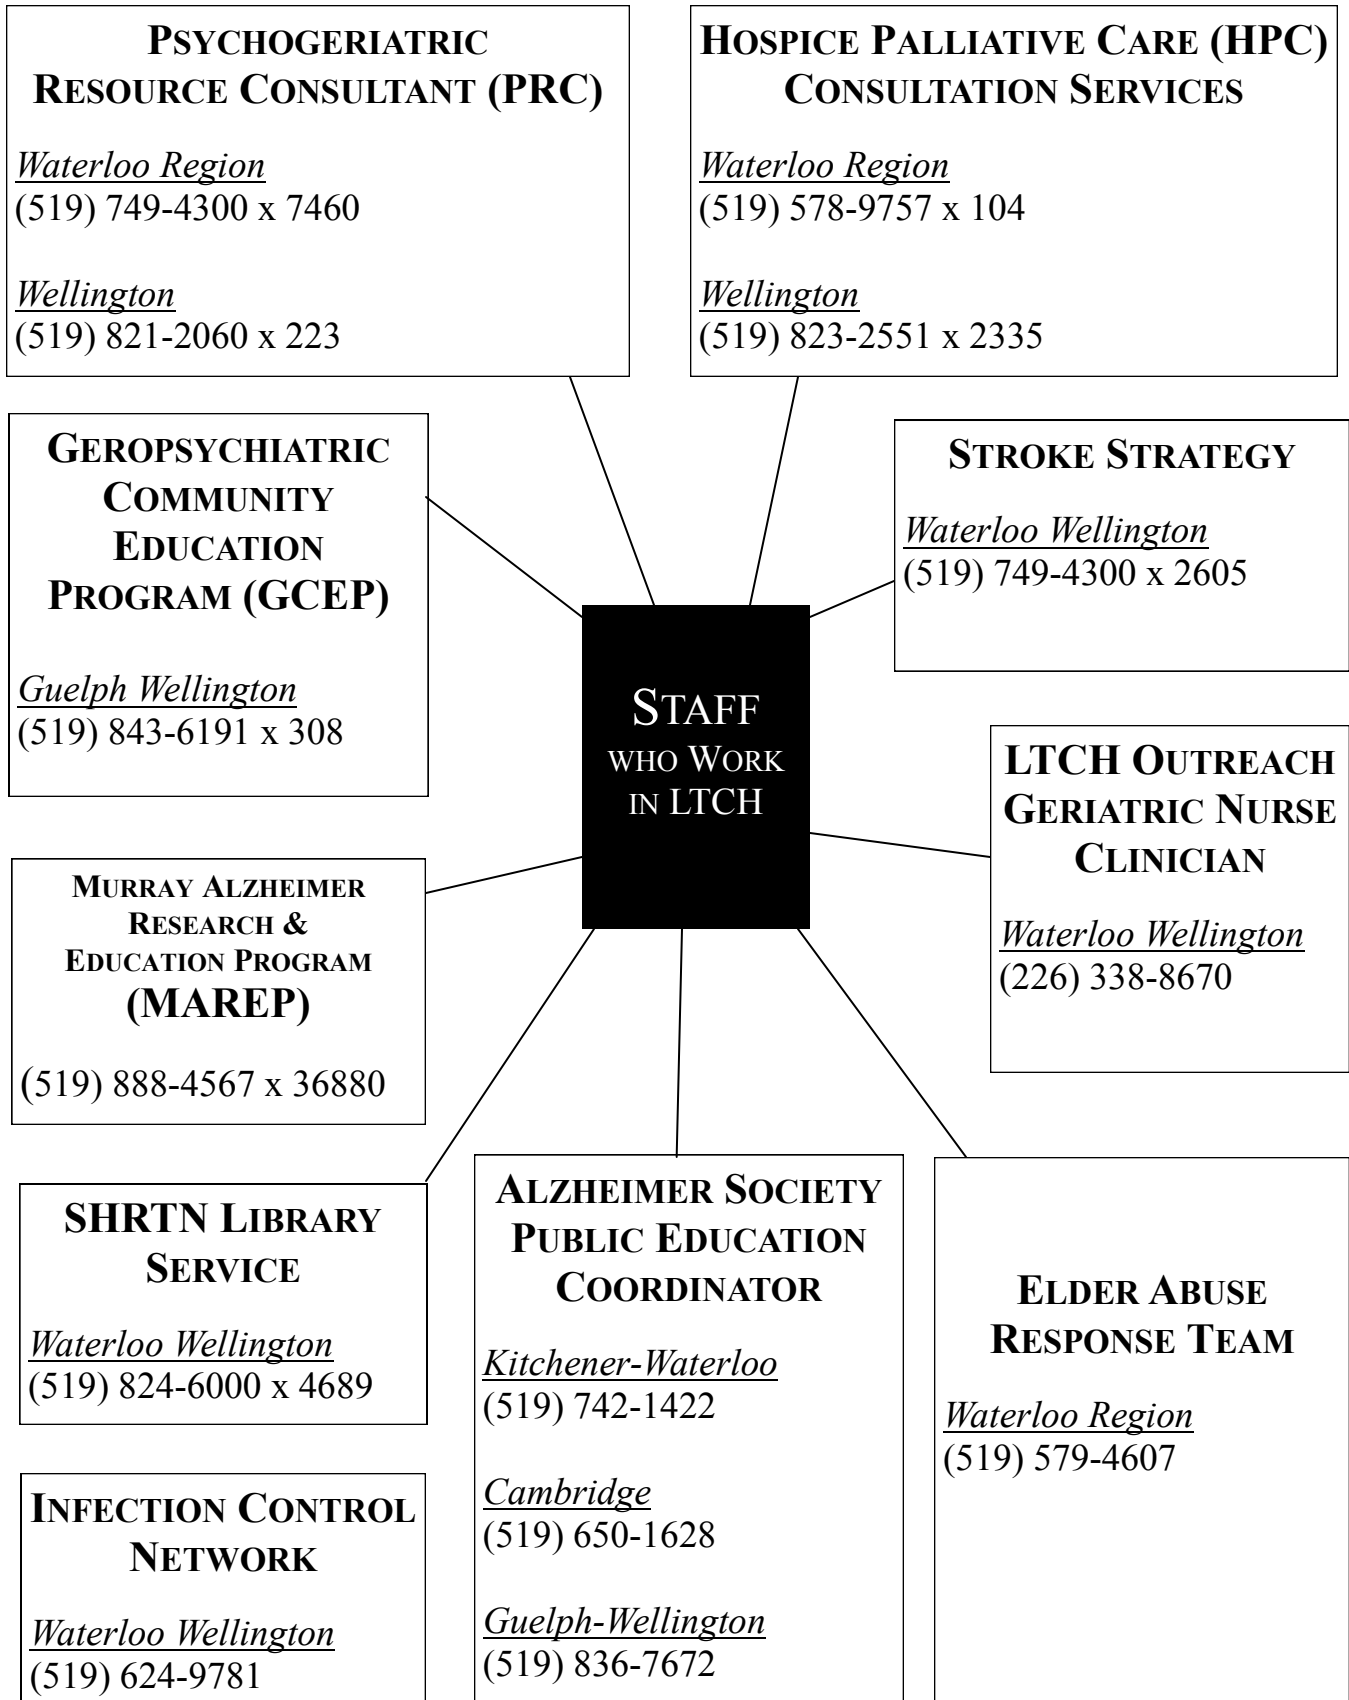 PSYCHOGERIATRIC
RESOURCE CONSULTANT (PRC)
Waterloo Region
(519) 749-4300 x 7460
Wellington
(519) 821-2060 x 223
HOSPICE PALLIATIVE CARE (HPC)
CONSULTATION SERVICES
Waterloo Region
(519) 578-9757 x 104
Wellington
(519) 823-2551 x 2335
GEROPSYCHIATRIC
COMMUNITY
EDUCATION
PROGRAM (GCEP)
Guelph Wellington
(519) 843-6191 x 308
STROKE STRATEGY
Waterloo Wellington
(519) 749-4300 x 2605
STAFF
WHO WORK
IN LTCH
LTCH OUTREACH
GERIATRIC NURSE
CLINICIAN
Waterloo Wellington
(226) 338-8670
MURRAY ALZHEIMER
RESEARCH &
EDUCATION PROGRAM
(MAREP)
(519) 888-4567 x 36880
SHRTN LIBRARY
SERVICE
Waterloo Wellington
(519) 824-6000 x 4689
ALZHEIMER SOCIETY
PUBLIC EDUCATION
COORDINATOR
Kitchener-Waterloo
(519) 742-1422
Cambridge
(519) 650-1628
Guelph-Wellington
(519) 836-7672
ELDER ABUSE
RESPONSE TEAM
Waterloo Region
(519) 579-4607
INFECTION CONTROL
NETWORK
Waterloo Wellington
(519) 624-9781